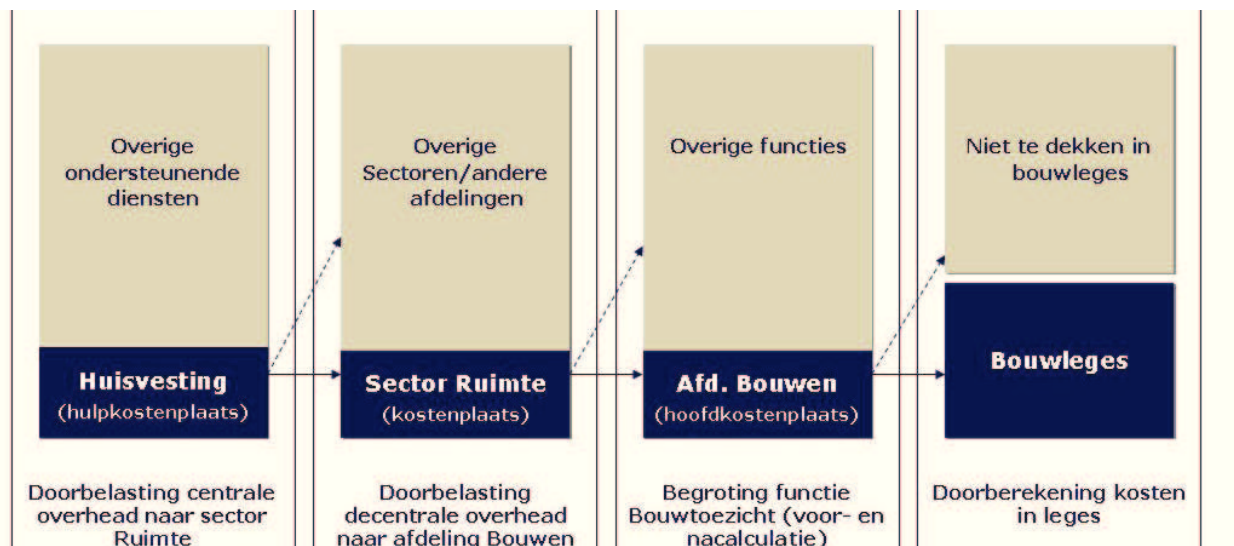 Overige
ondersteunende
diensten
Huisvesting
(hulpkostenplaats)
Doorbelasting centrale
overhead naar sector
Ruimte
Overige
Sectoren/andere
afdelingen
Sector Ruimte
(kostenplaats)
Doorbelasting
decentrale overhead
naar afdeling Bouwen
Overige functies
Afd. Bouwen
(hoofdkostenplaats)
Begroting functie
Bouwtoezicht (voor- en
nacalculatie)
Niet te dekken in
bouwleges
Bouwleges
Doorberekening kosten
in leges